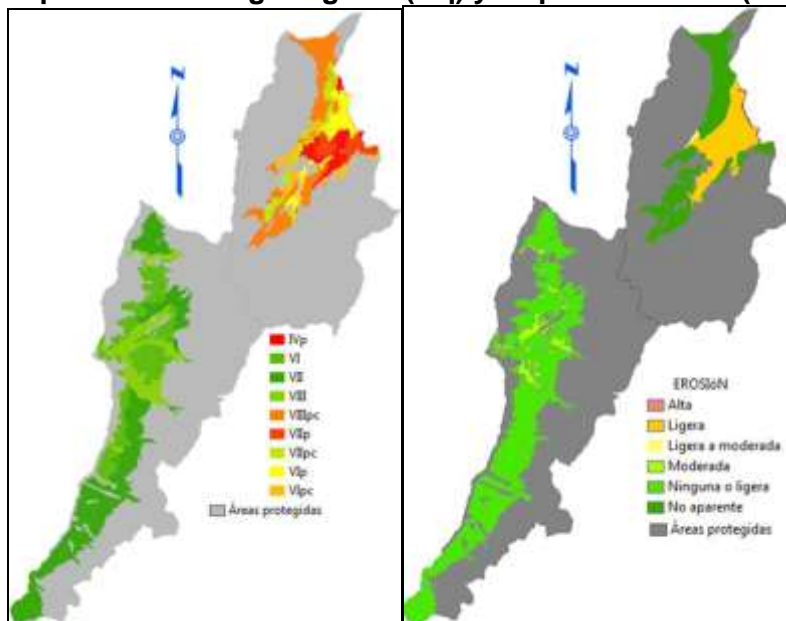 N
N
IVp
VI
VII
VIII
VIIIpc
VIIp
VIIpc
VIp
VIpc
Áreas protegidas
EROSIóN
Alta
Ligera
Ligera a moderada
Moderada
Ninguna o ligera
No aparente
Áreas protegidas